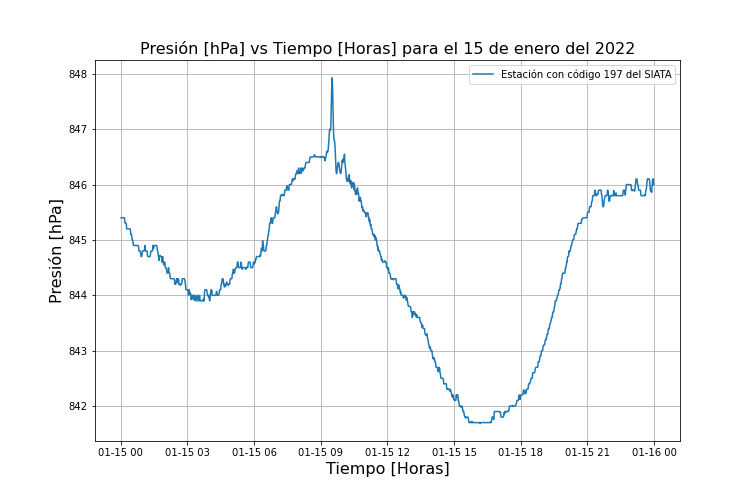 Presión [hPa] vs Tiempo [Horas] para el 15 de enero del 2022
Estación con código 197 del SIATA
Presión [hPa]
848
847
846
845
844
843
842
01-15 00 01-15 03 01-15 06 01-15 09 01-15 12 01-15 15 01-15 18 01-15 21 01-16 00
Tiempo [Horas]